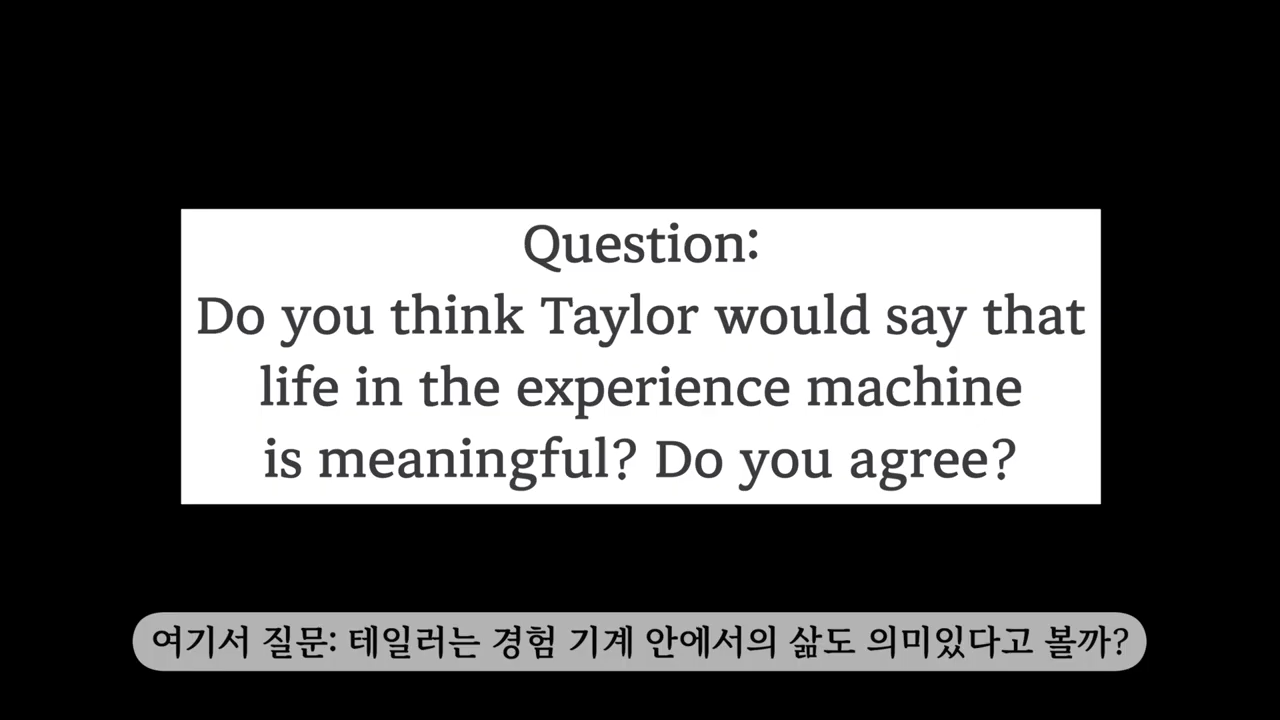 Question:
Do you think Taylor would say that
life in the experience machine
is meaningful? Do you agree?
여기서 질문: 테일러는 경험 기계 안에서의 삶도 의미있다고 볼까?